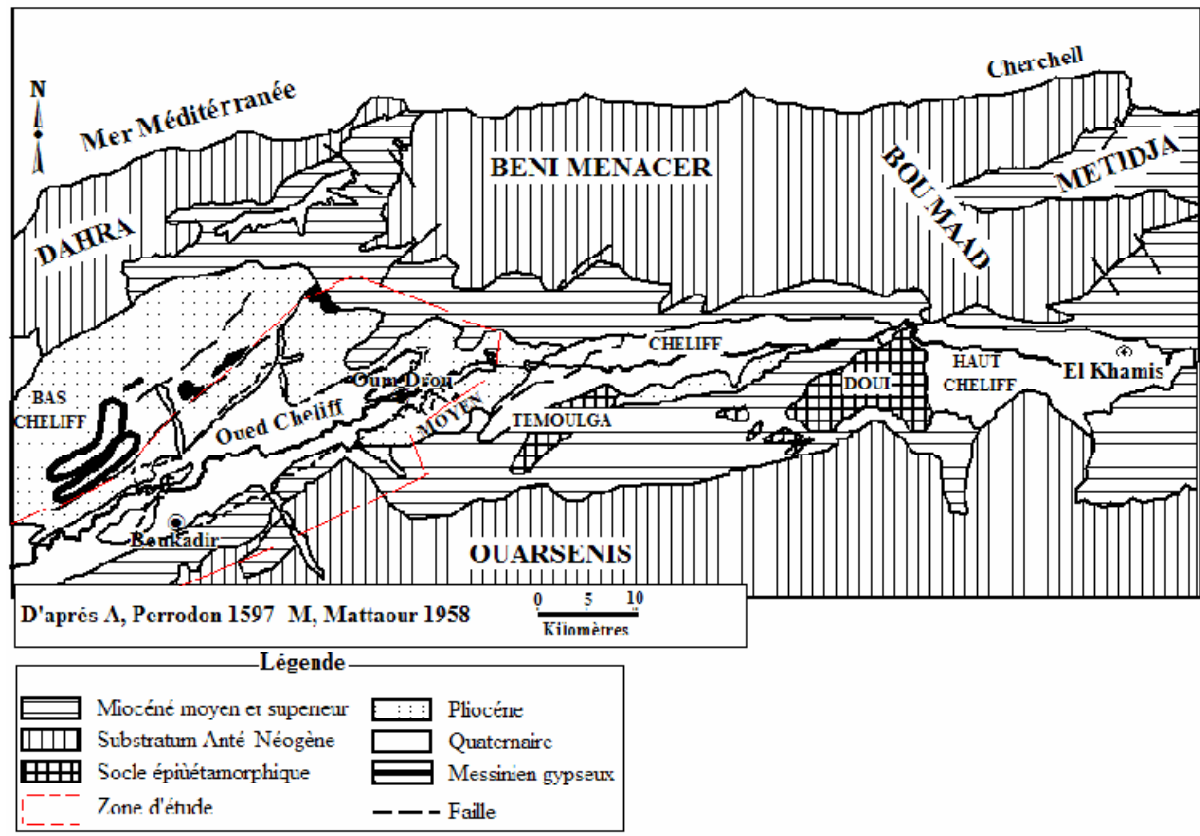 Cherchell
N
Mer Méditérranée
BENI MENACER
BOU MAAD
METIDJA
DAHRA
CHELIFF
Oum Drou
HAUT
CHELIFF
El Khamis
DOUI
BAS
CHELIFF
Oued Cheliff
MOYEN
TEMOULGA
Boukadir
OUARSENIS
D'aprés A, Perrodon 1597 M, Mattaour 1958
0 5 10
Kilomètres
Légende
Miocéné moyen et superieur
Pliocéne
Substratum Anté Néogène
Quaternaire
Socle épimétamorphique
Messinien gypseux
Zone d'étude
Faille